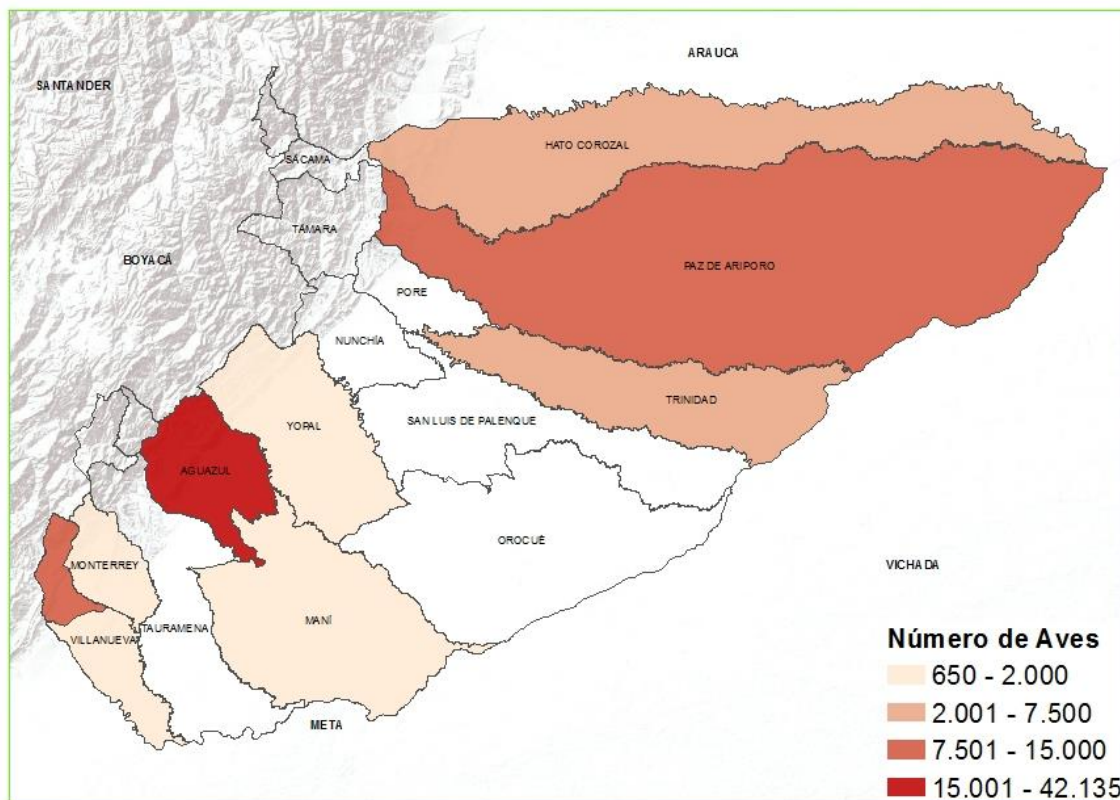 ARAUCA
SANTANDER
HATO COROZAL
SÁCAMA
TÁMARA
BOYACÁ
PAZ DE ARIPORO
PORE
NUNCHÍA
TRINIDAD
SAN LUIS DE PALENQUE
YOPAL
AGUAZUL
OROCUÉ
MONTERREY
VICHADA
MANÍ
TAURAMENA
VILLANUEVA
META
Número de Aves
650 - 2.000
2.001 - 7.500
7.501 - 15.000
15.001 - 42.135